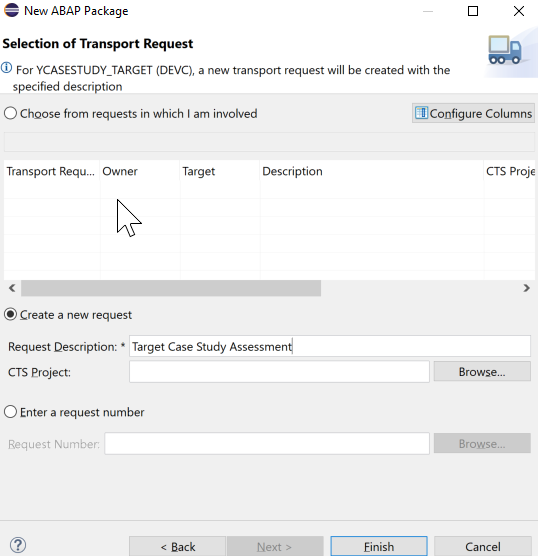 New ABAP Package
Selection of Transport Request
For YCASESTUDY_TARGET (DEVC), a new transport request will be created with the
specified description
Choose from requests in which I am involved
Configure Columns
Transport Requ... Owner Target Description CTS Proje
Create a new request
Request Description: * Target Case Study Assessment
CTS Project: Browse...
Enter a request number
Request Number: Browse...
? < Back Next > Finish Cancel